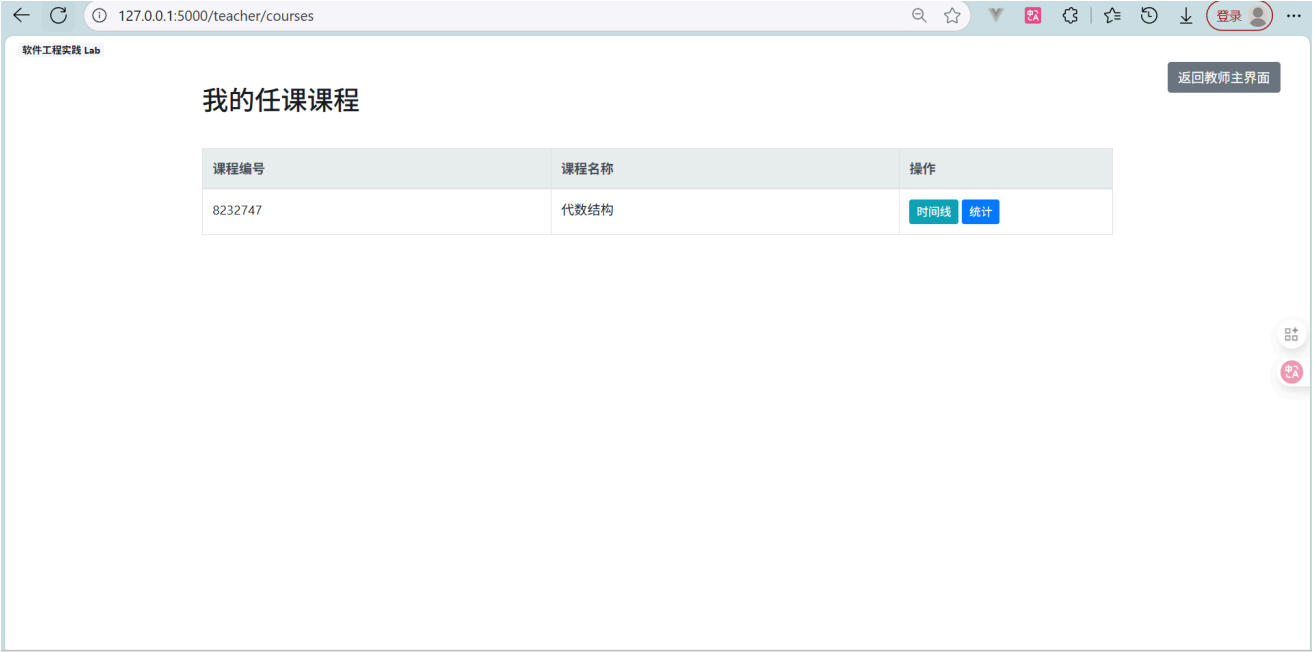 127.0.0.1:5000/teacher/courses
登录
软件工程实践 Lab
返回教师主界面
我的任课课程
课程编号 课程名称 操作
8232747 代数结构 时间线 统计